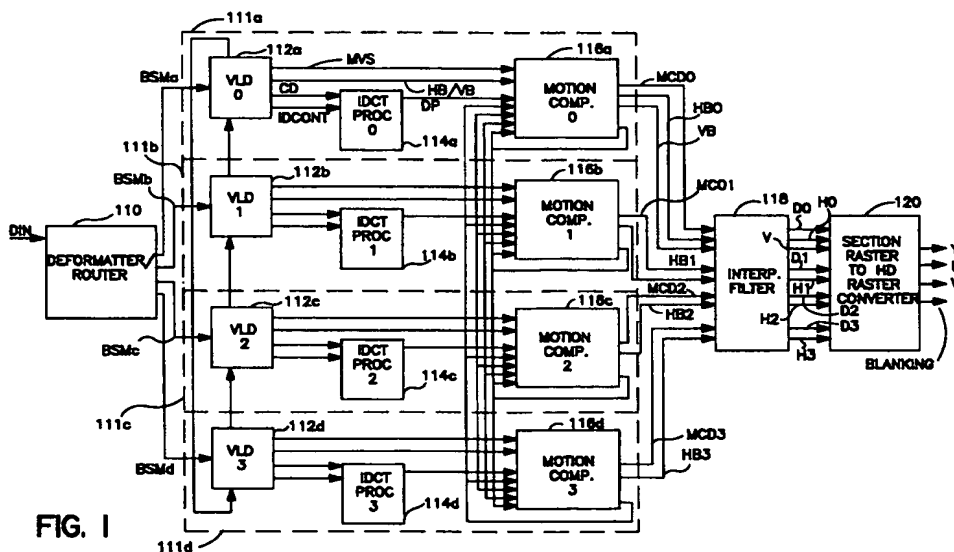 111a
112a
MVS
116a
BSMa
VLD
0
CD
HB/VB
DP
IDCONT
IDCT
PROC
0
MOTION
COMP.
0
MCD0
HB0
VB
114a
111b
112b
116b
BSMb
VLD
1
IDCT
PROC
1
MOTION
COMP.
1
MCO1
114b
110
DIN
DEFORMATTER
ROUTER
118
D0
H0
120
V
D1
HB1
INTERP.
FILTER
H1
H2
D2
D3
H3
SECTION
RASTER
TO HD
RASTER
CONVERTER
Y
V
BLANKING
112c
116c
MCD2
HB2
BSMc
VLD
2
IDCT
PROC
2
MOTION
COMP.
2
114c
111c
112d
116d
BSMd
VLD
3
IDCT
PROC
3
MOTION
COMP.
3
MCD3
HB3
114d
FIG. 1
111d